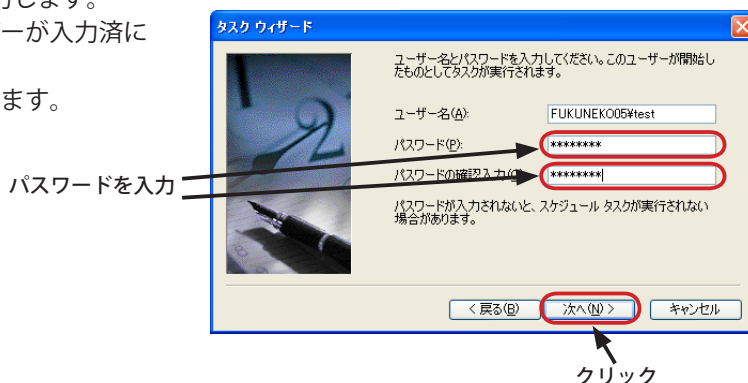 力します。
ーが入力済に
ます。
パスワードを入力
タスク ウィザード
ユーザー名とパスワードを入力してください。このユーザーが開始し
たものとしてタスクが実行されます。
ユーザー名(A):
FUKUNEKO05¥test
パスワード(P):
********
パスワードの確認入力(C):
********
パスワードが入力されないと、スケジュール タスクが実行されない
場合があります。
< 戻る(B)
次へ(N) >
キャンセル
クリック